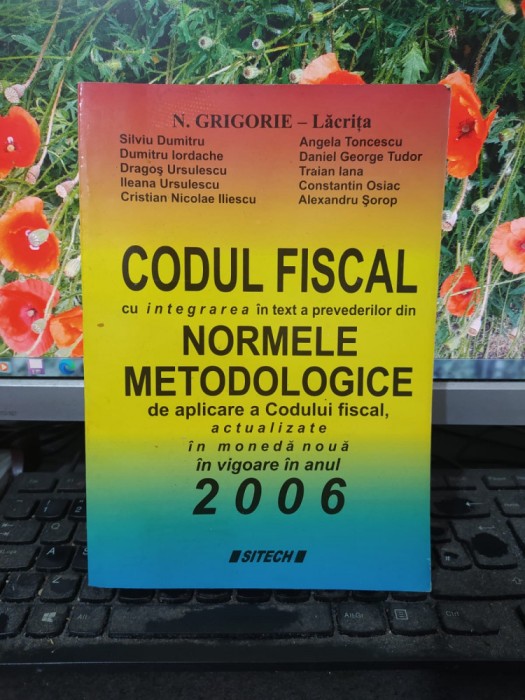 N. GRIGORIE – Lăcrița
Silviu Dumitru
Dumitru Iordache
Dragoș Ursulescu
Ileana Ursulescu
Cristian Nicolae Iliescu
Angela Toncescu
Daniel George Tudor
Traian Iana
Constantin Osiac
Alexandru Șorop
CODUL FISCAL
cu integrarea în text a prevederilor din
NORMELE
METODOLOGICE
de aplicare a Codului fiscal,
actualizate
în monedă nouă
în vigoare în anul
2006
SITECH